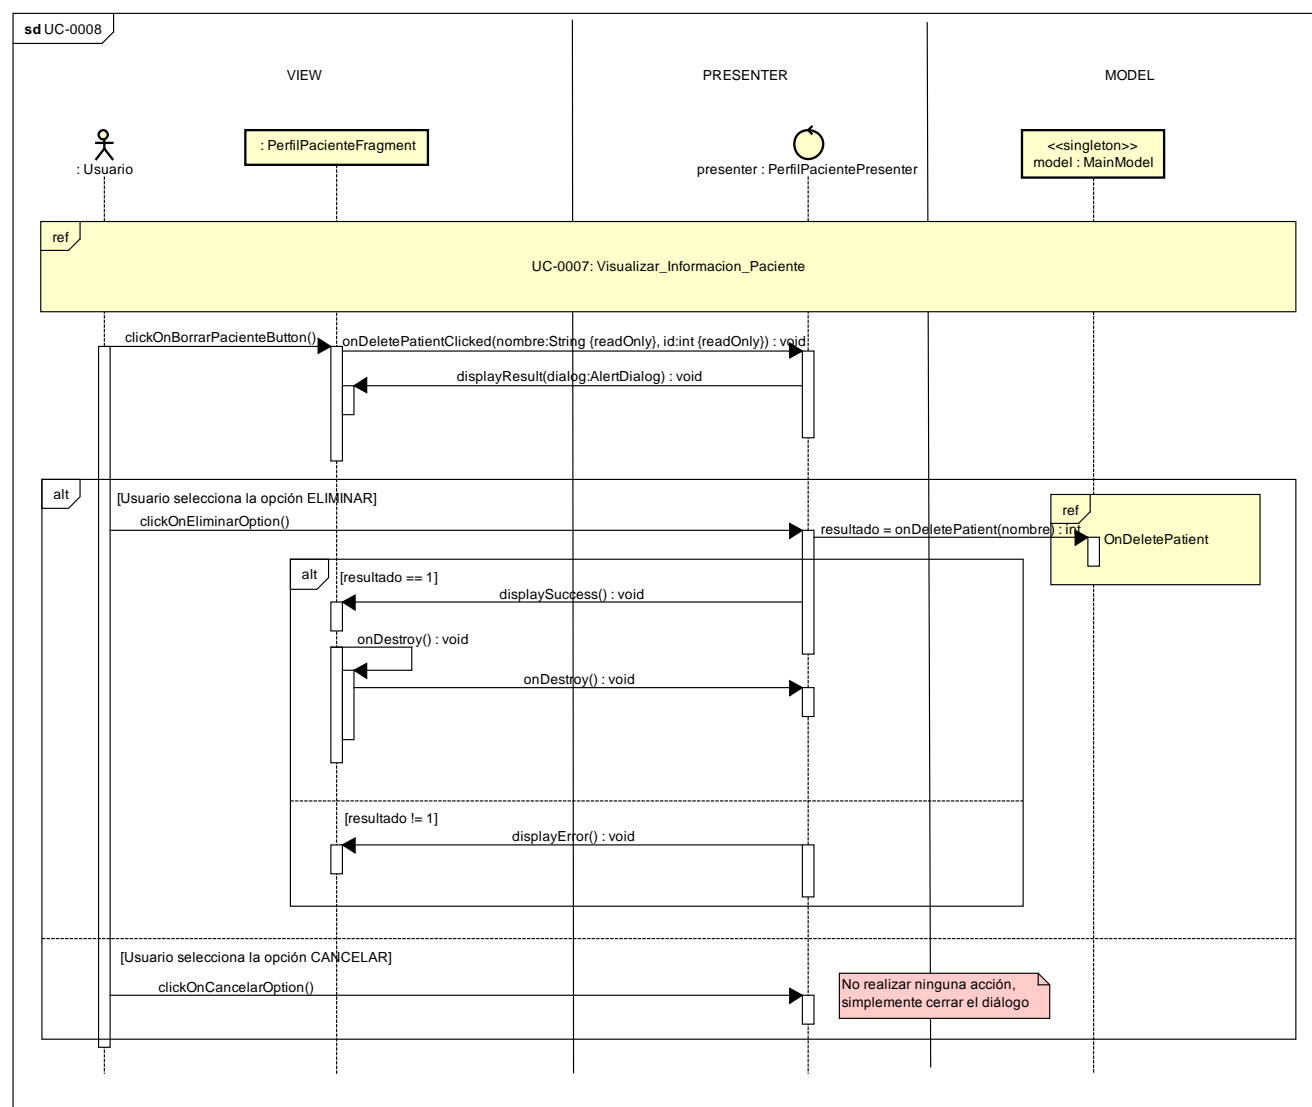 sd UC-0008
VIEW
PRESENTER
MODEL
: Usuario
: PerfilPacienteFragment
presenter : PerfilPacientePresenter
<<singleton>>
model : MainModel
ref
UC-0007: Visualizar_Informacion_Paciente
clickOnBorrarPacienteButton()
onDeletePatientClicked(nombre:String {readOnly}, id:int {readOnly}) : void
displayResult(dialog:AlertDialog) : void
alt
[Usuario selecciona la opción ELIMINAR]
clickOnEliminarOption()
ref
resultado = onDeletePatient(nombre) : int
OnDeletePatient
alt
[resultado == 1]
displaySuccess() : void
onDestroy() : void
onDestroy() : void
[resultado != 1]
displayError() : void
[Usuario selecciona la opción CANCELAR]
clickOnCancelarOption()
No realizar ninguna acción,
simplemente cerrar el diálogo